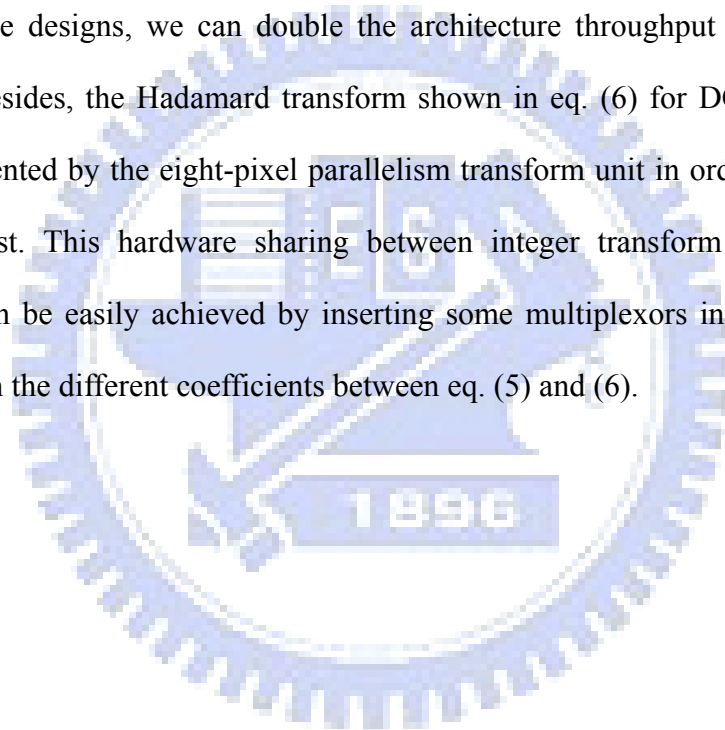 e designs, we can double the architecture throughput
esides, the Hadamard transform shown in eq. (6) for D
ented by the eight-pixel parallelism transform unit in or
st. This hardware sharing between integer transform
n be easily achieved by inserting some multiplexors in
n the different coefficients between eq. (5) and (6).
E S
1896